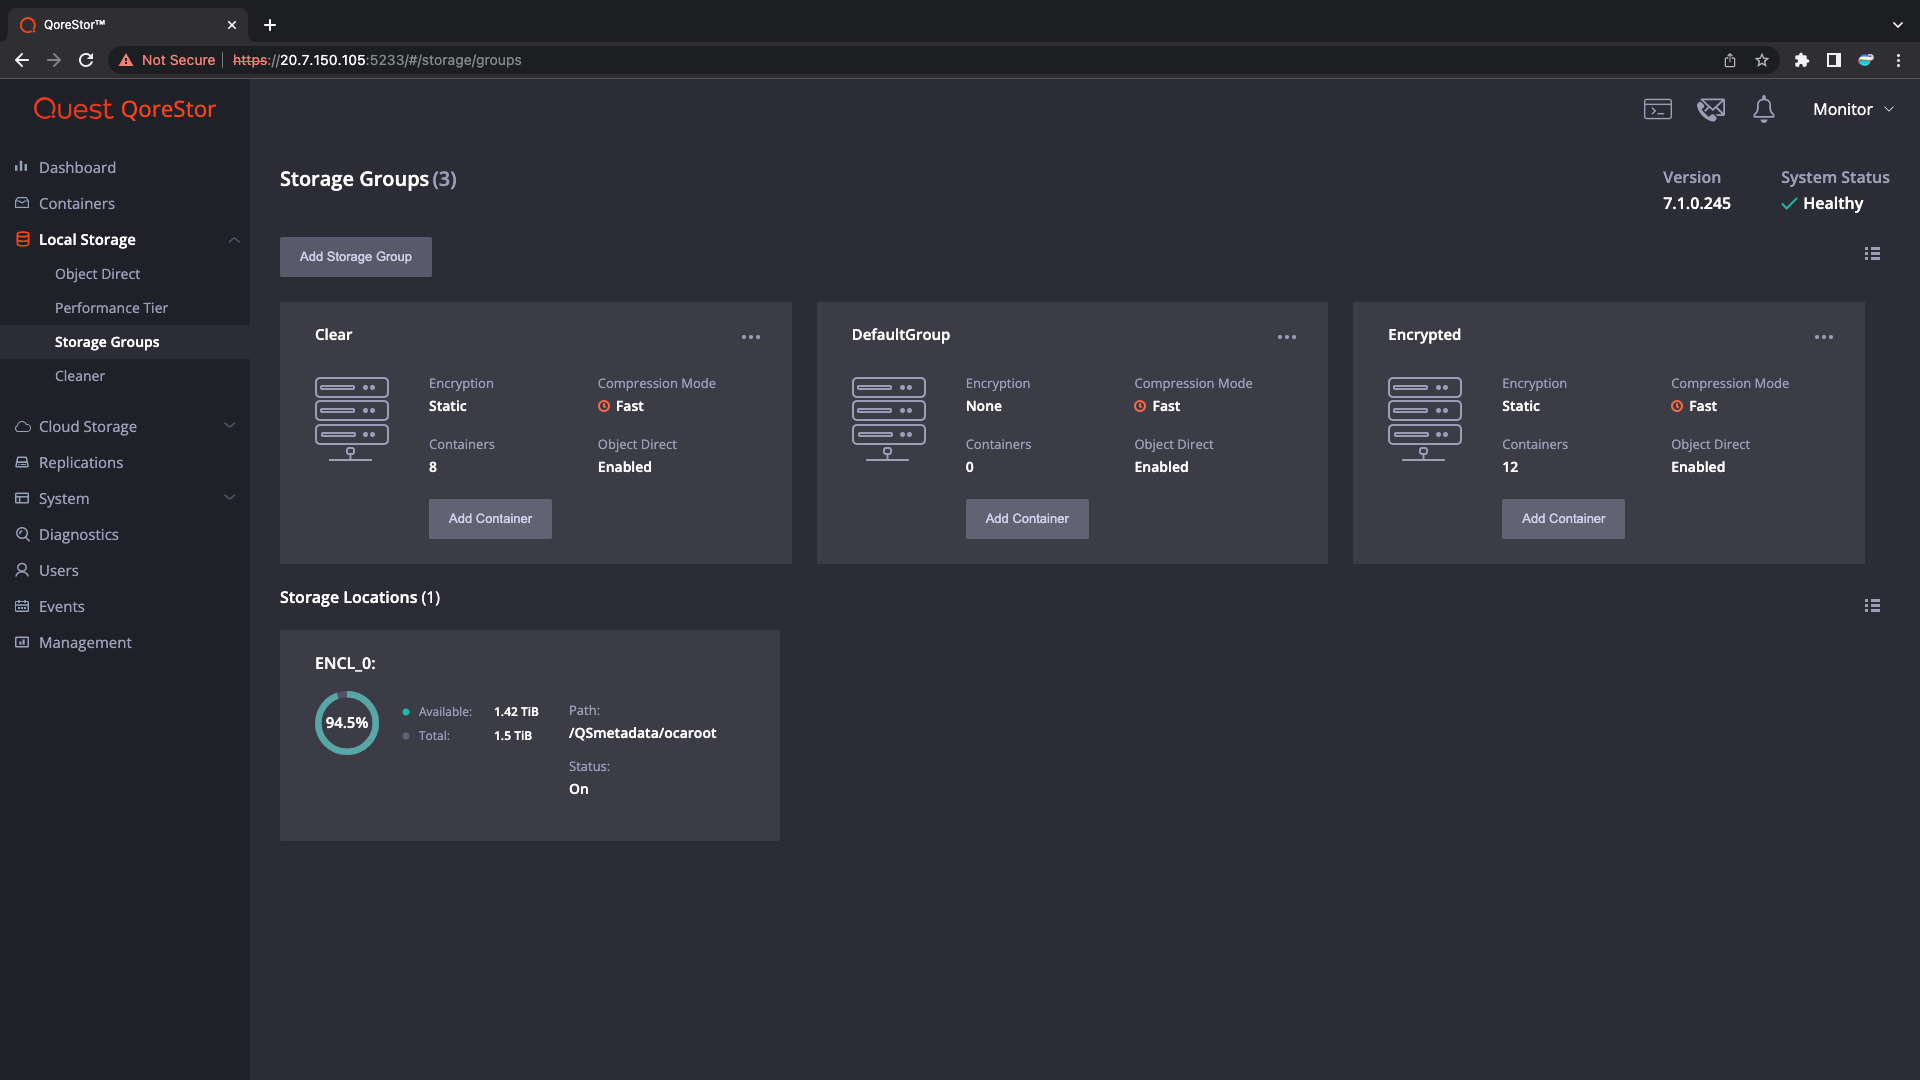 QoreStor™
Not Secure https://20.7.150.105:5233/#/storage/groups
Quest QoreStor
Monitor
Dashboard
Containers
Local Storage
Object Direct
Performance Tier
Storage Groups
Cleaner
Cloud Storage
Replications
System
Diagnostics
Users
Events
Management
Storage Groups (3)
Version
7.1.0.245
System Status
Healthy
Add Storage Group
Clear
Encryption
Static
Compression Mode
Fast
Containers
8
Object Direct
Enabled
Add Container
DefaultGroup
Encryption
None
Compression Mode
Fast
Containers
0
Object Direct
Enabled
Add Container
Encrypted
Encryption
Static
Compression Mode
Fast
Containers
12
Object Direct
Enabled
Add Container
Storage Locations (1)
ENCL_0:
94.5%
Available: 1.42 TiB
Total: 1.5 TiB
Path:
/QSmetadata/ocaroot
Status:
On